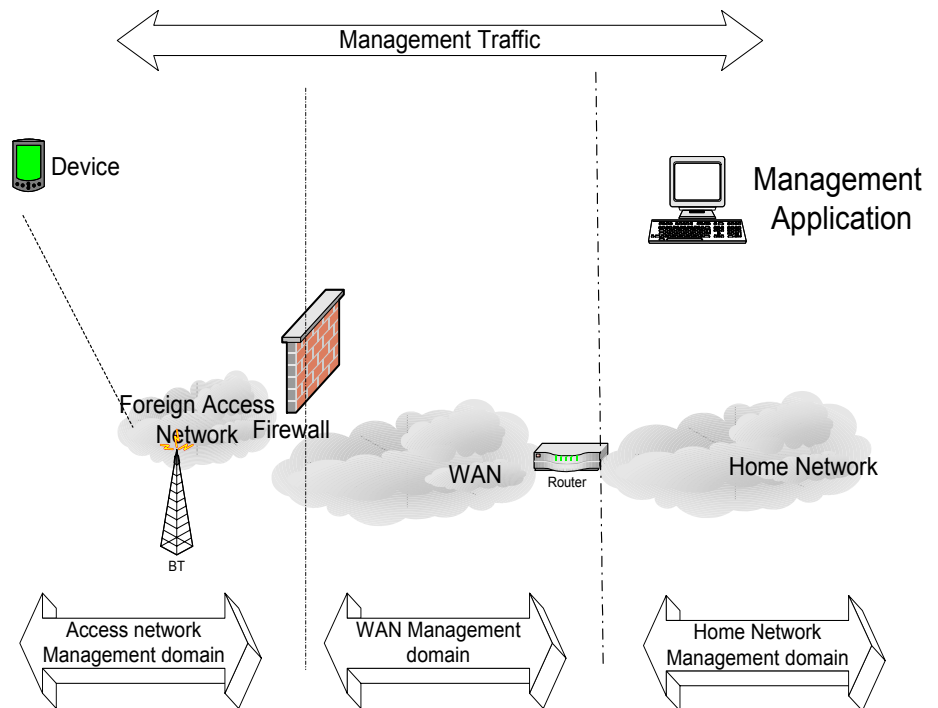 Management Traffic
Device
Management
Application
Foreign Access
Network
Firewall
WAN
Router
Home Network
BT
Access network
Management domain
WAN Management
domain
Home Network
Management domain